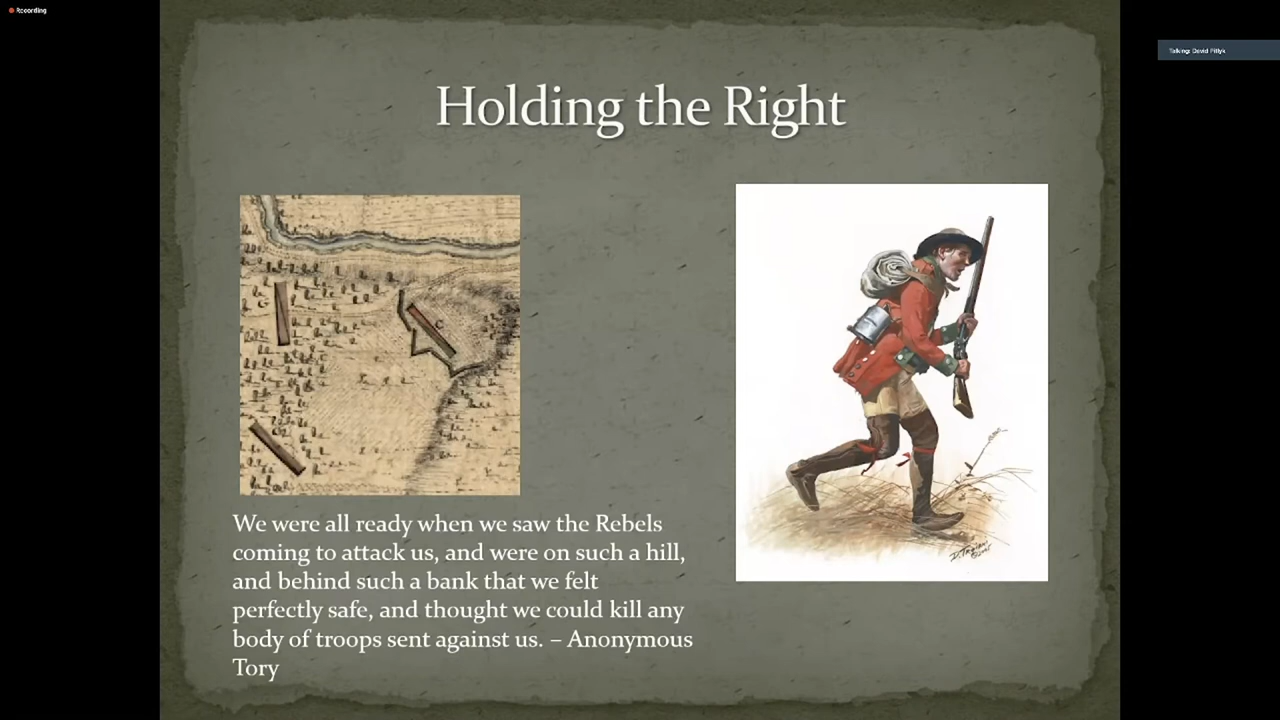 Recording
Talking: David Pitlyk
Holding the Right
We were all ready when we saw the Rebels
coming to attack us, and were on such a hill,
and behind such a bank that we felt
perfectly safe, and thought we could kill any
body of troops sent against us. – Anonymous
Tory